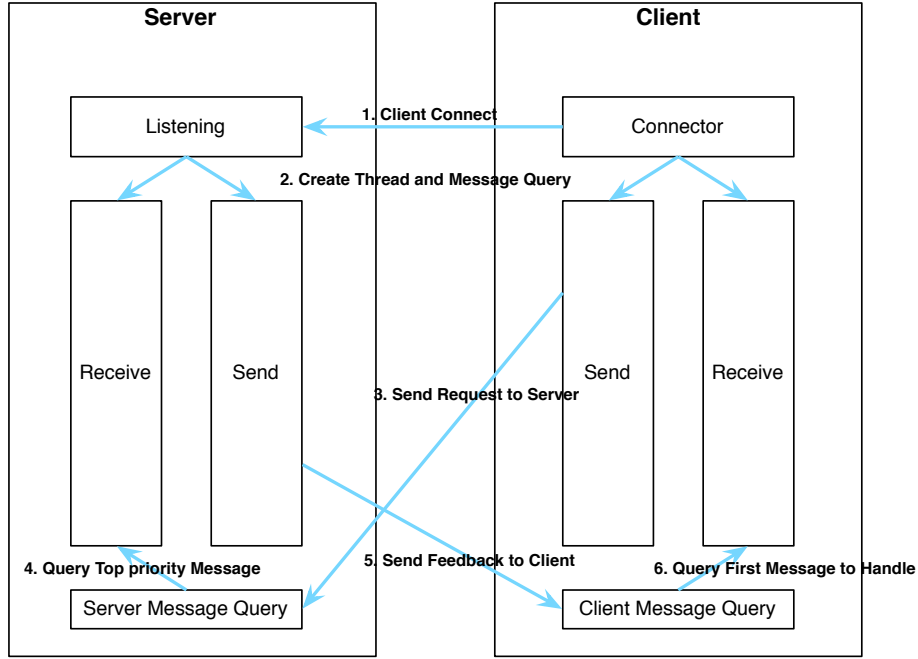 Server
Client
1. Client Connect
Listening
Connector
2. Create Thread and Message Query
Receive
Send
Send
Receive
3. Send Request to Server
4. Query Top priority Message
5. Send Feedback to Client
6. Query First Message to Handle
Server Message Query
Client Message Query